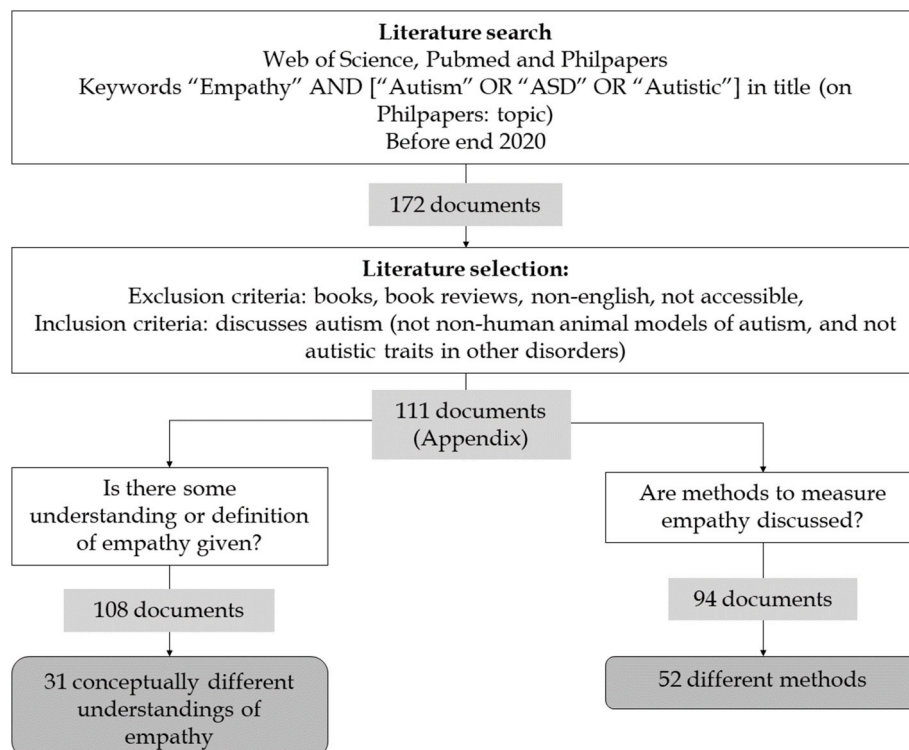 Literature search
Web of Science, Pubmed and Philpapers
Keywords “Empathy” AND [“Autism” OR “ASD” OR “Autistic”] in title (on
Philpapers: topic)
Before end 2020
172 documents
Literature selection:
Exclusion criteria: books, book reviews, non-english, not accessible,
Inclusion criteria: discusses autism (not non-human animal models of autism, and not
autistic traits in other disorders)
111 documents
(Appendix)
Is there some
understanding or definition
of empathy given?
108 documents
31 conceptually different
understandings of
empathy
Are methods to measure
empathy discussed?
94 documents
52 different methods